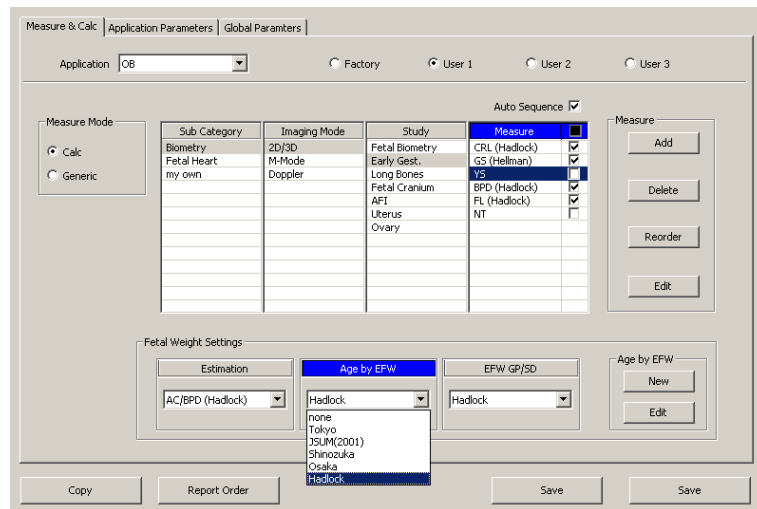 Measure & Calc Application Parameters Global Paramters
Application OB Factory User 1 User 2 User 3
Auto Sequence
Measure Mode
Calc
Generic
Sub Category Imaging Mode Study Measure
Biometry 2D/3D Fetal Biometry CRL (Hadlock)
Fetal Heart M-Mode Early Gest. GS (Hellman)
my own Doppler Long Bones YS
Fetal Cranium BPD (Hadlock)
AFI FL (Hadlock)
Uterus NT
Ovary
Measure
Add
Delete
Reorder
Edit
Fetal Weight Settings
Estimation Age by EFW EFW GP/SD
AC/BPD (Hadlock) Hadlock Hadlock
none
Tokyo
JSUM(2001)
Shinozuka
Osaka
Hadlock
Age by EFW
New
Edit
Copy Report Order Save Save